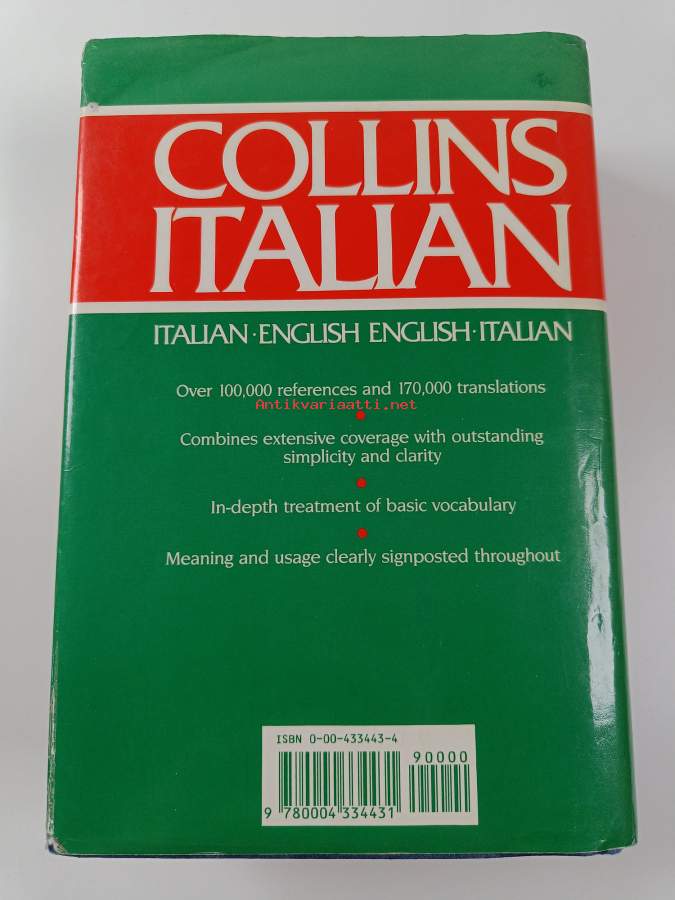 COLLINS
ITALIAN
ITALIAN·ENGLISH ENGLISH·ITALIAN
Over 100,000 references and 170,000 translations
Antikvariaatti.net
Combines extensive coverage with outstanding
simplicity and clarity
In-depth treatment of basic vocabulary
Meaning and usage clearly signposted throughout
ISBN 0-00-433443-4
90000
9 780004 334431